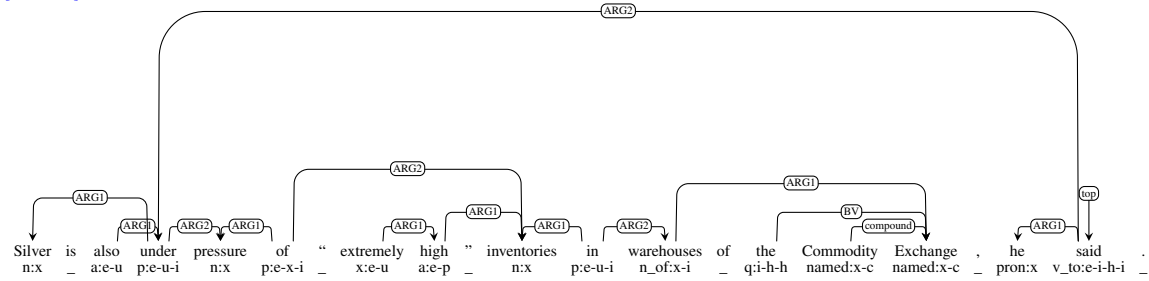 ARG2
ARG2
ARG1 ARG1 top
ARG1 BV
ARG1 ARG2 ARG1 ARG1 ARG1 ARG2 compound ARG1
Silver is also under pressure of “ extremely high ” inventories in warehouses of the Commodity Exchange , he said .
n:x _ a:e-u p:e-u-i n:x p:e-x-i _ x:e-u a:e-p _ n:x p:e-u-i n_of:x-i _ q:i-h-h named:x-c named:x-c _ pron:x v_to:e-i-h-i _